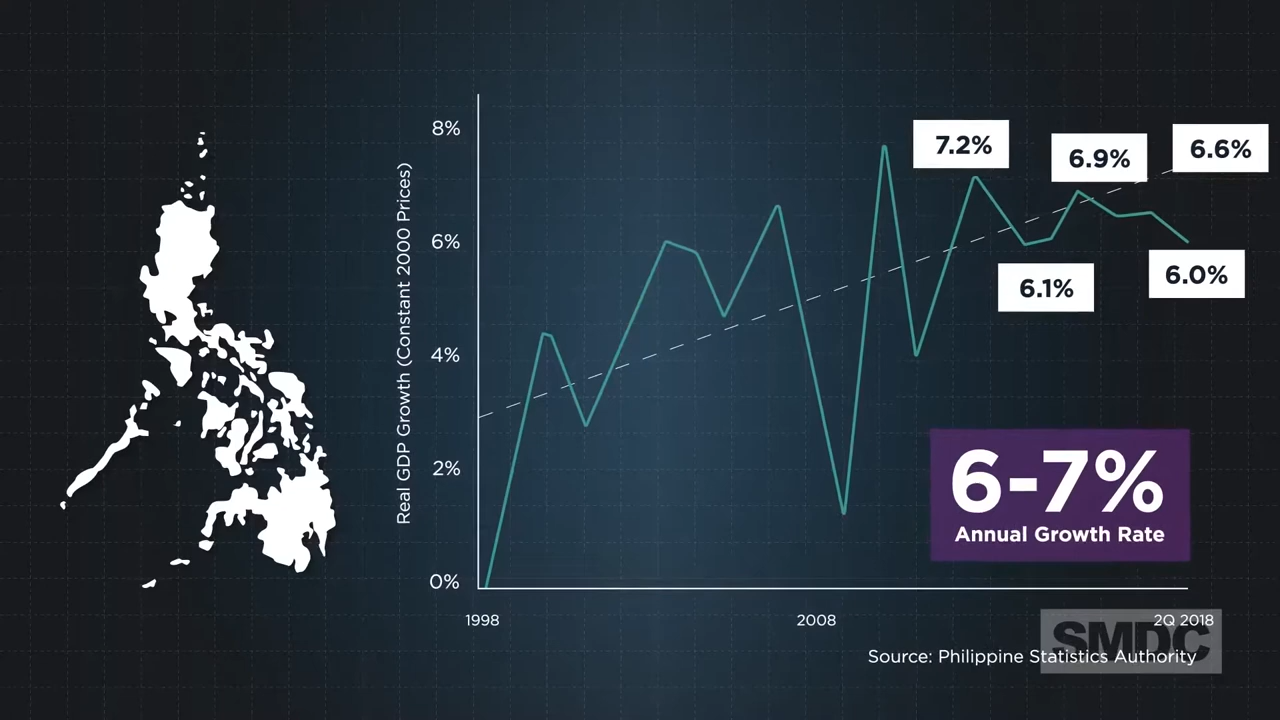 Real GDP Growth (Constant 2000 Prices)
8%
6%
4%
2%
0%
7.2%
6.9%
6.6%
6.1%
6.0%
6-7%
Annual Growth Rate
1998
2008
2Q 2018
SMDC
Source: Philippine Statistics Authority